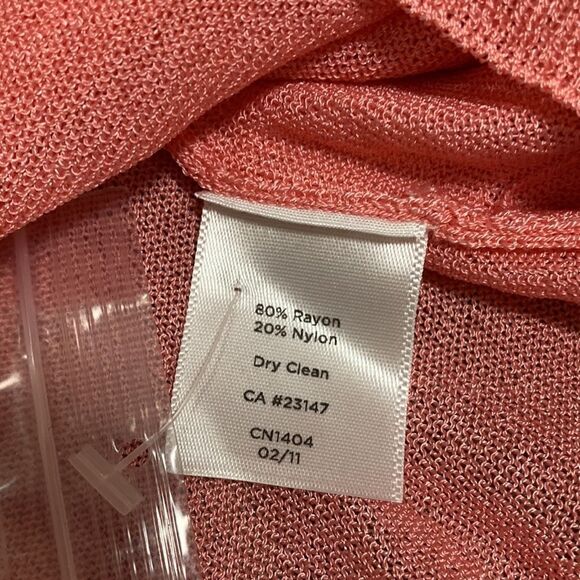 80% Rayon
20% Nylon
Dry Clean
CA #23147
CN1404
02/11